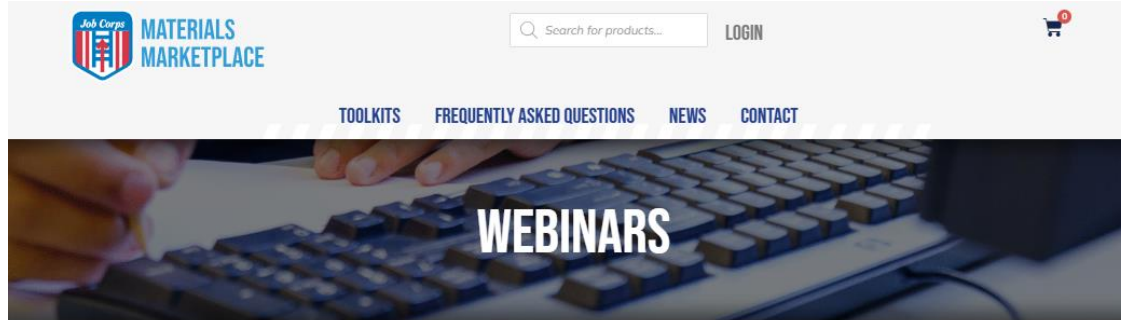 Job Corps
MATERIALS
MARKETPLACE
Search for products...
LOGIN
0
TOOLKITS FREQUENTLY ASKED QUESTIONS NEWS CONTACT
WEBINARS